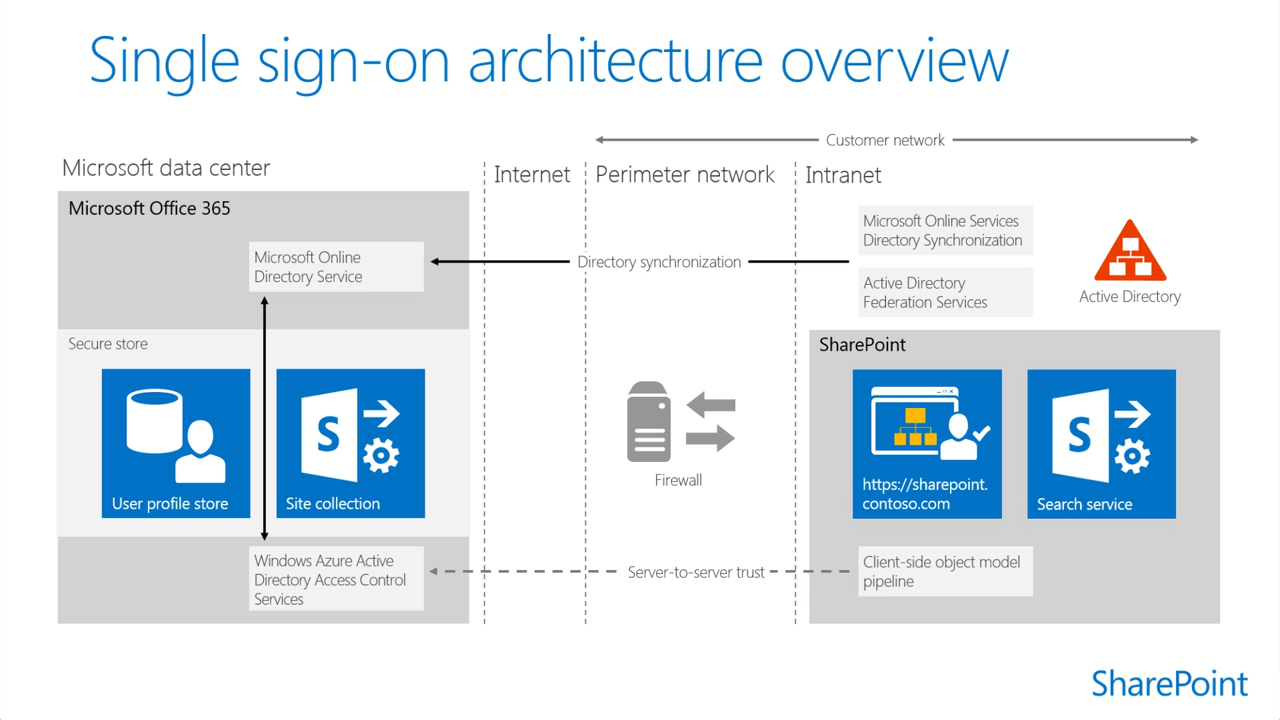 Single sign-on architecture overview
Customer network
Microsoft data center
Internet
Perimeter network
Intranet
Microsoft Office 365
Microsoft Online
Directory Service
Directory synchronization
Microsoft Online Services
Directory Synchronization
Active Directory
Federation Services
Active Directory
Secure store
User profile store
S
Site collection
Firewall
SharePoint
https://sharepoint.
contoso.com
S
Search service
Windows Azure Active
Directory Access Control
Services
Server-to-server trust
Client-side object model
pipeline
SharePoint